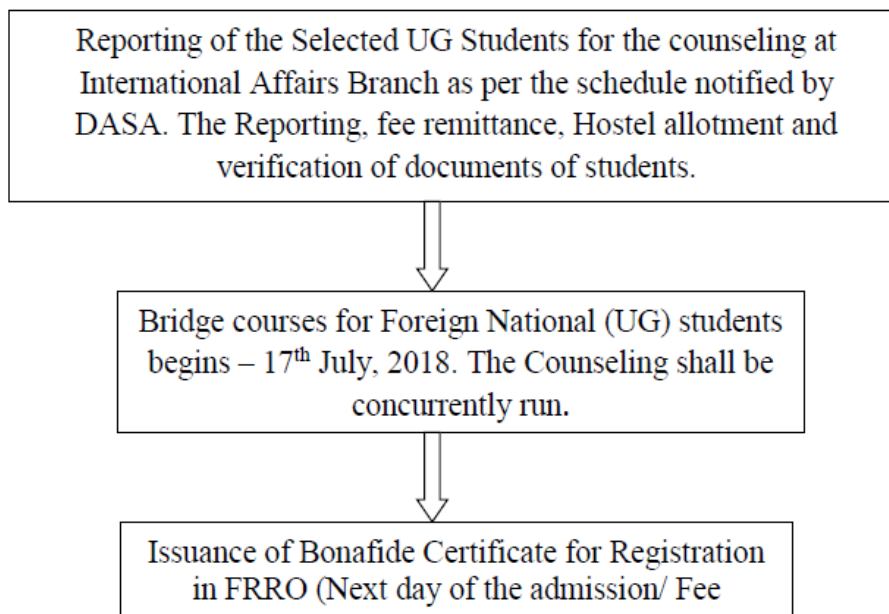 Reporting of the Selected UG Students for the counseling at
International Affairs Branch as per the schedule notified by
DASA. The Reporting, fee remittance, Hostel allotment and
verification of documents of students.
Bridge courses for Foreign National (UG) students
begins – 17th July, 2018. The Counseling shall be
concurrently run.
Issuance of Bonafide Certificate for Registration
in FRRO (Next day of the admission/ Fee